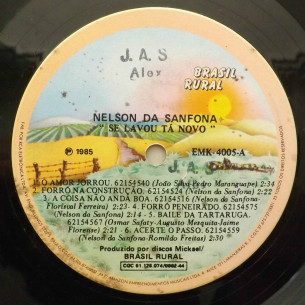 J.A.S
Alex
BRASIL
RURAL
NELSON DA SANFONA
"SE LAVOU TÁ NOVO"
℗ 1985
EMK-4005-A
J.A.S
1. SÓ AMOR JORROU. 62154540 (João Silva-Pedro Maranguape) 2:34
2. FORRÓ NA CONSTRUÇÃO. 62154524 (Nelson da Sanfona) 2:22
3. A COISA NÃO ANDA BOA. 62154616 (Nelson da Sanfona-
Florisval Ferreira) 2:23 - 4. FORRÓ PENEIRADO. 62154575
(Nelson da Sanfona) 2:14 - 5. BAILE DA TARTARUGA.
62154567 (Osmar Safety-Augusto Mesquita-Jaime
Florense) 2:21 - 6. ACERTE O PASSO. 62154559
(Nelson da Sanfona-Romildo Freitas) 2:30
Produzido por discos Mickael/
BRASIL RURAL